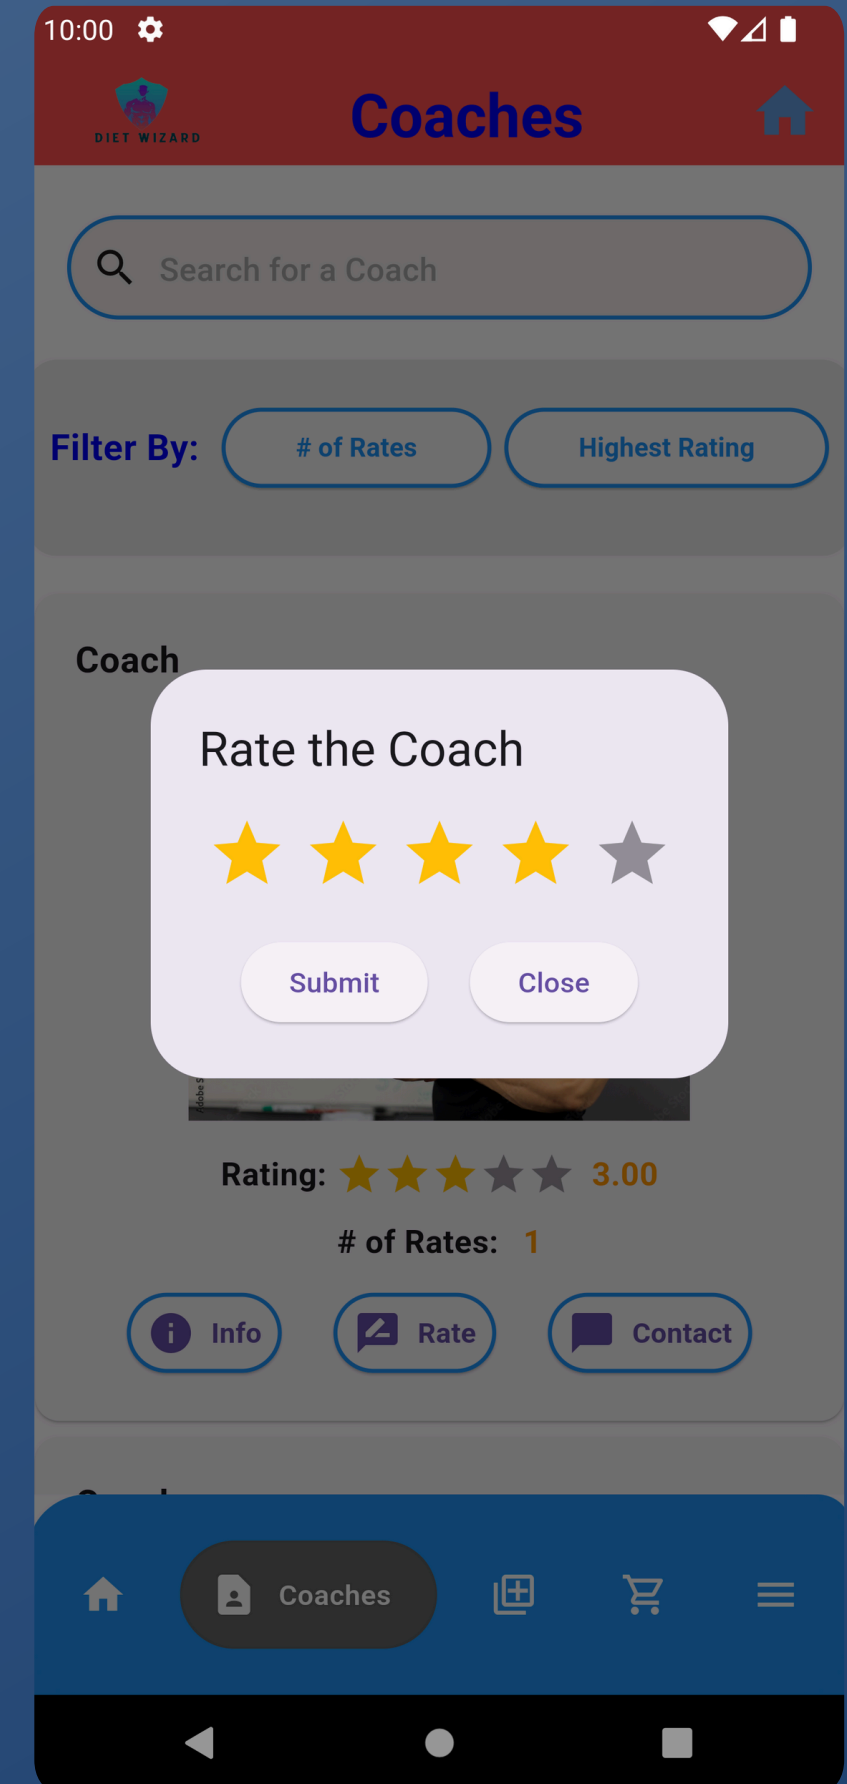 10:00
DIET WIZARD
Coaches
Search for a Coach
Filter By:
# of Rates
Highest Rating
Coach
Rate the Coach
Submit
Close
Adobe S
Rating:
3.00
# of Rates:
1
Info
Rate
Contact
Coaches